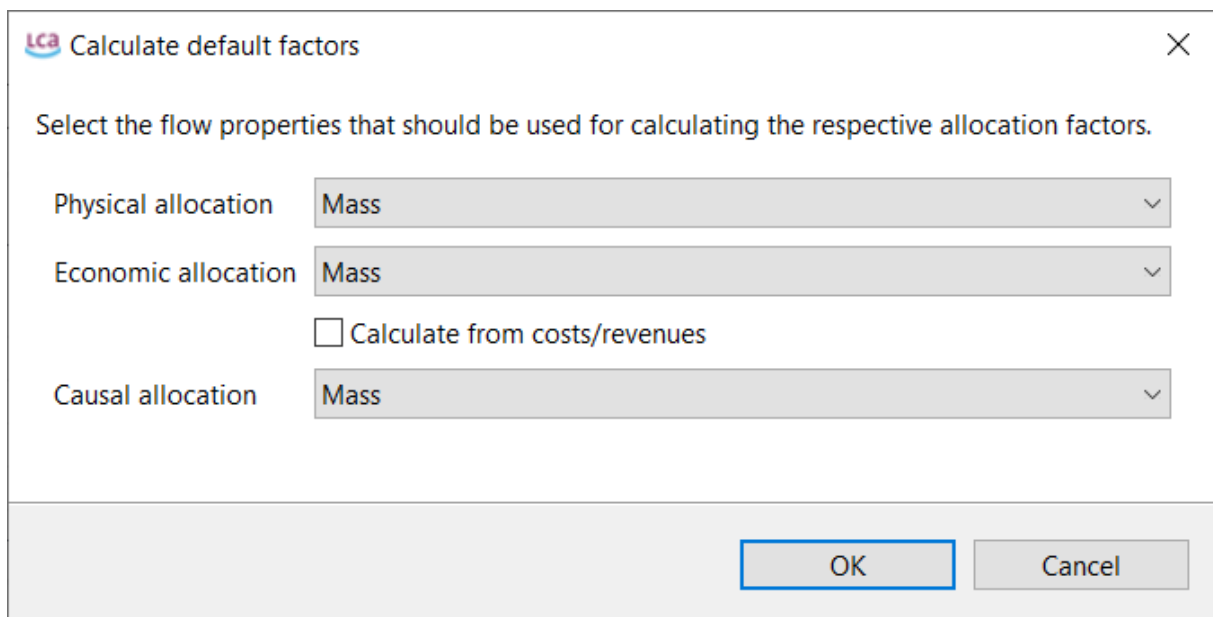 LCA Calculate default factors
Select the flow properties that should be used for calculating the respective allocation factors.
Physical allocation Mass
Economic allocation Mass
Calculate from costs/revenues
Causal allocation Mass
OK Cancel